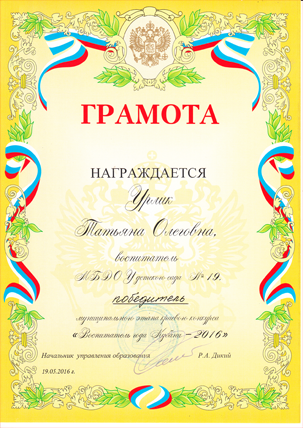 ГРАМОТА
НАГРАЖДАЕТСЯ
Урлик
Татьяна Олеговна,
воспитатель
МБДОУ детского сада № 19,
победитель
муниципального этапа краевого конкурса
«Воспитатель года Кубани – 2016»
Начальник управления образования Р.А. Дикий
19.05.2016 г.